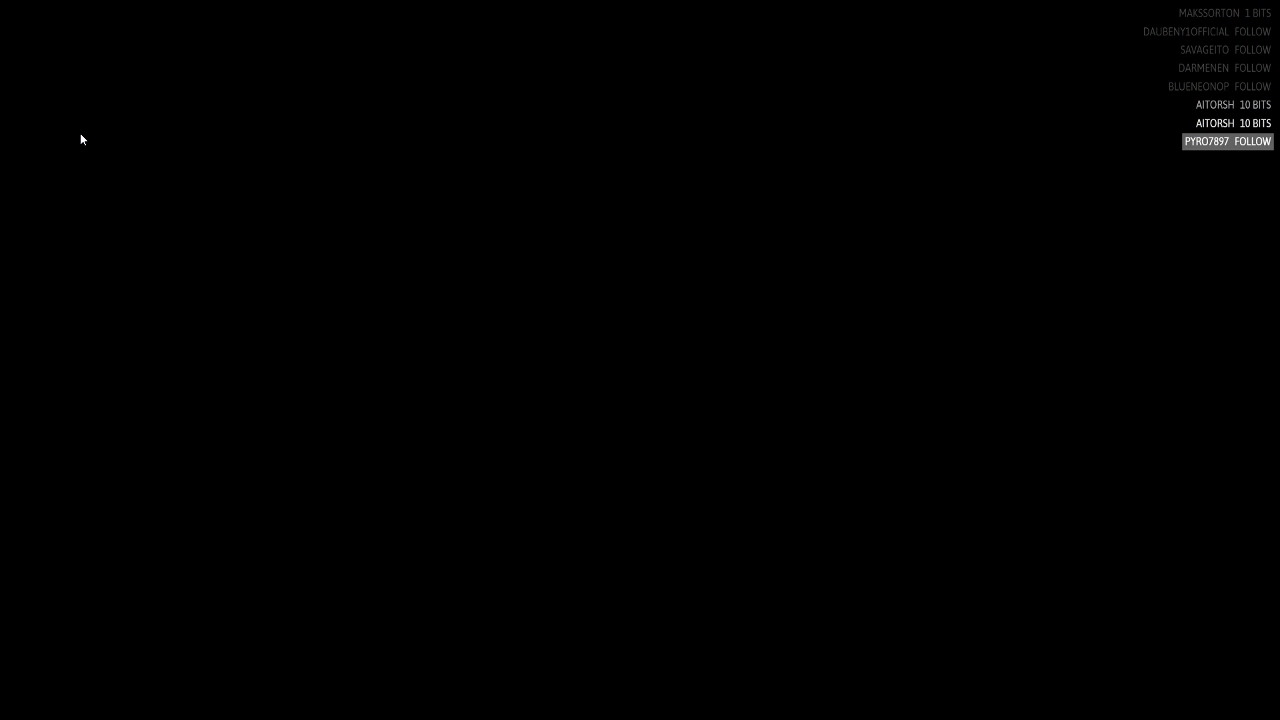 MAKSSORTON 1 BITS
DAUBENY1OFFICIAL FOLLOW
SAVAGEITO FOLLOW
DARMENEN FOLLOW
BLUENEONOP FOLLOW
AITORSH 10 BITS
AITORSH 10 BITS
PYRO7897 FOLLOW